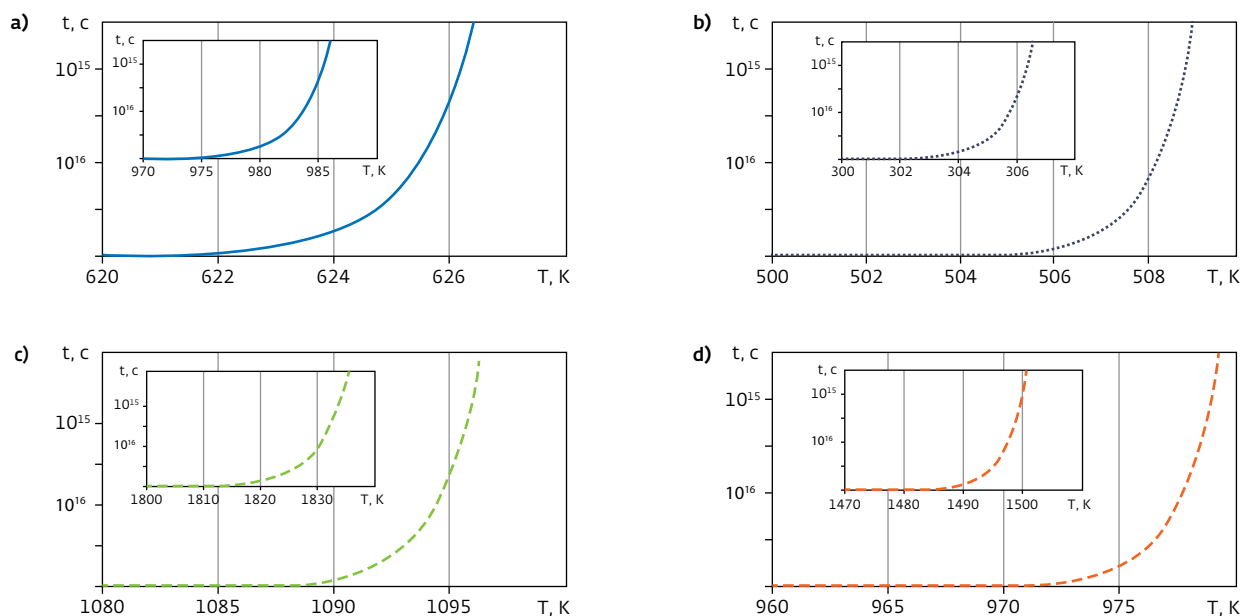 a)
t, c
10¹⁵
10¹⁶
620 622 624 626 T, K
t, c
10¹⁵
10¹⁶
970 975 980 985 T, K
b)
t, c
10¹⁵
10¹⁶
500 502 504 506 508 T, K
t, c
10¹⁵
10¹⁶
300 302 304 306 T, K
c)
t, c
10¹⁵
10¹⁶
1080 1085 1090 1095 T, K
t, c
10¹⁵
10¹⁶
1800 1810 1820 1830 T, K
d)
t, c
10¹⁵
10¹⁶
960 965 970 975 T, K
t, c
10¹⁵
10¹⁶
1470 1480 1490 1500 T, K